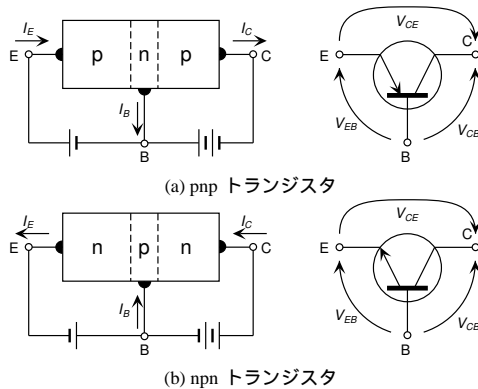 I_E
I_C
E
p
n
p
C
I_B
B
V_CE
E
C
V_EB
V_CE
B
(a) pnp トランジスタ
I_E
I_C
E
n
p
n
C
I_B
B
V_CE
E
C
V_EB
V_CE
B
(b) npn トランジスタ